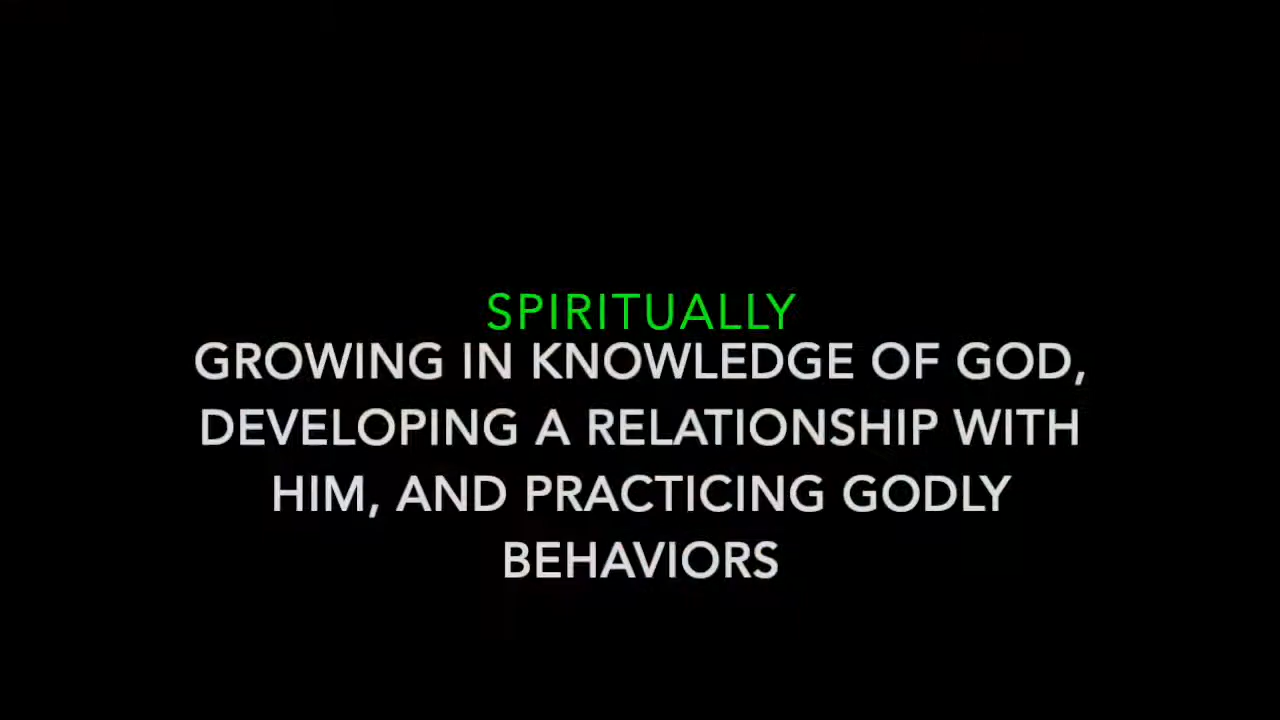 SPIRITUALLY
GROWING IN KNOWLEDGE OF GOD,
DEVELOPING A RELATIONSHIP WITH
HIM, AND PRACTICING GODLY
BEHAVIORS